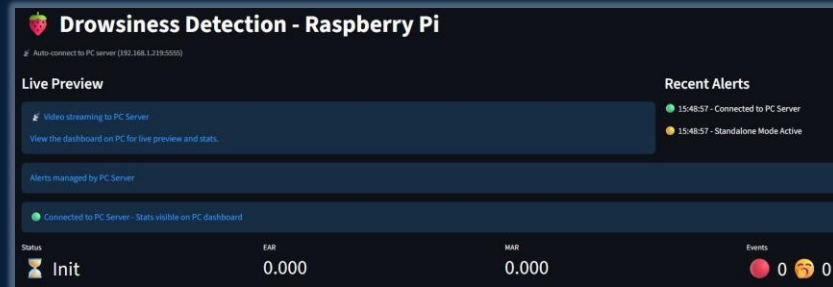 Drowsiness Detection - Raspberry Pi
Auto-connect to PC server (192.168.1.219:5555)
Live Preview
Video streaming to PC Server
View the dashboard on PC for live preview and stats.
Alerts managed by PC Server
Connected to PC Server - Stats visible on PC dashboard
Recent Alerts
15:48:57 - Connected to PC Server
15:48:57 - Standalone Mode Active
Status
Init
EAR
0.000
MAR
0.000
Events
0 0